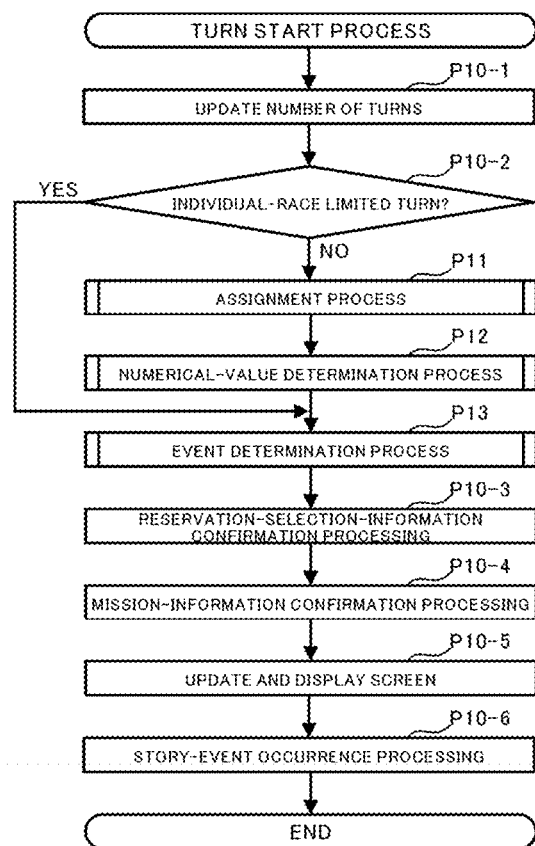 TURN START PROCESS
P10-1
UPDATE NUMBER OF TURNS
P10-2
YES
INDIVIDUAL-RACE LIMITED TURN?
NO
P11
ASSIGNMENT PROCESS
P12
NUMERICAL-VALUE DETERMINATION PROCESS
P13
EVENT DETERMINATION PROCESS
P10-3
RESERVATION-SELECTION-INFORMATION
CONFIRMATION PROCESSING
P10-4
MISSION-INFORMATION CONFIRMATION PROCESSING
P10-5
UPDATE AND DISPLAY SCREEN
P10-6
STORY-EVENT OCCURRENCE PROCESSING
END